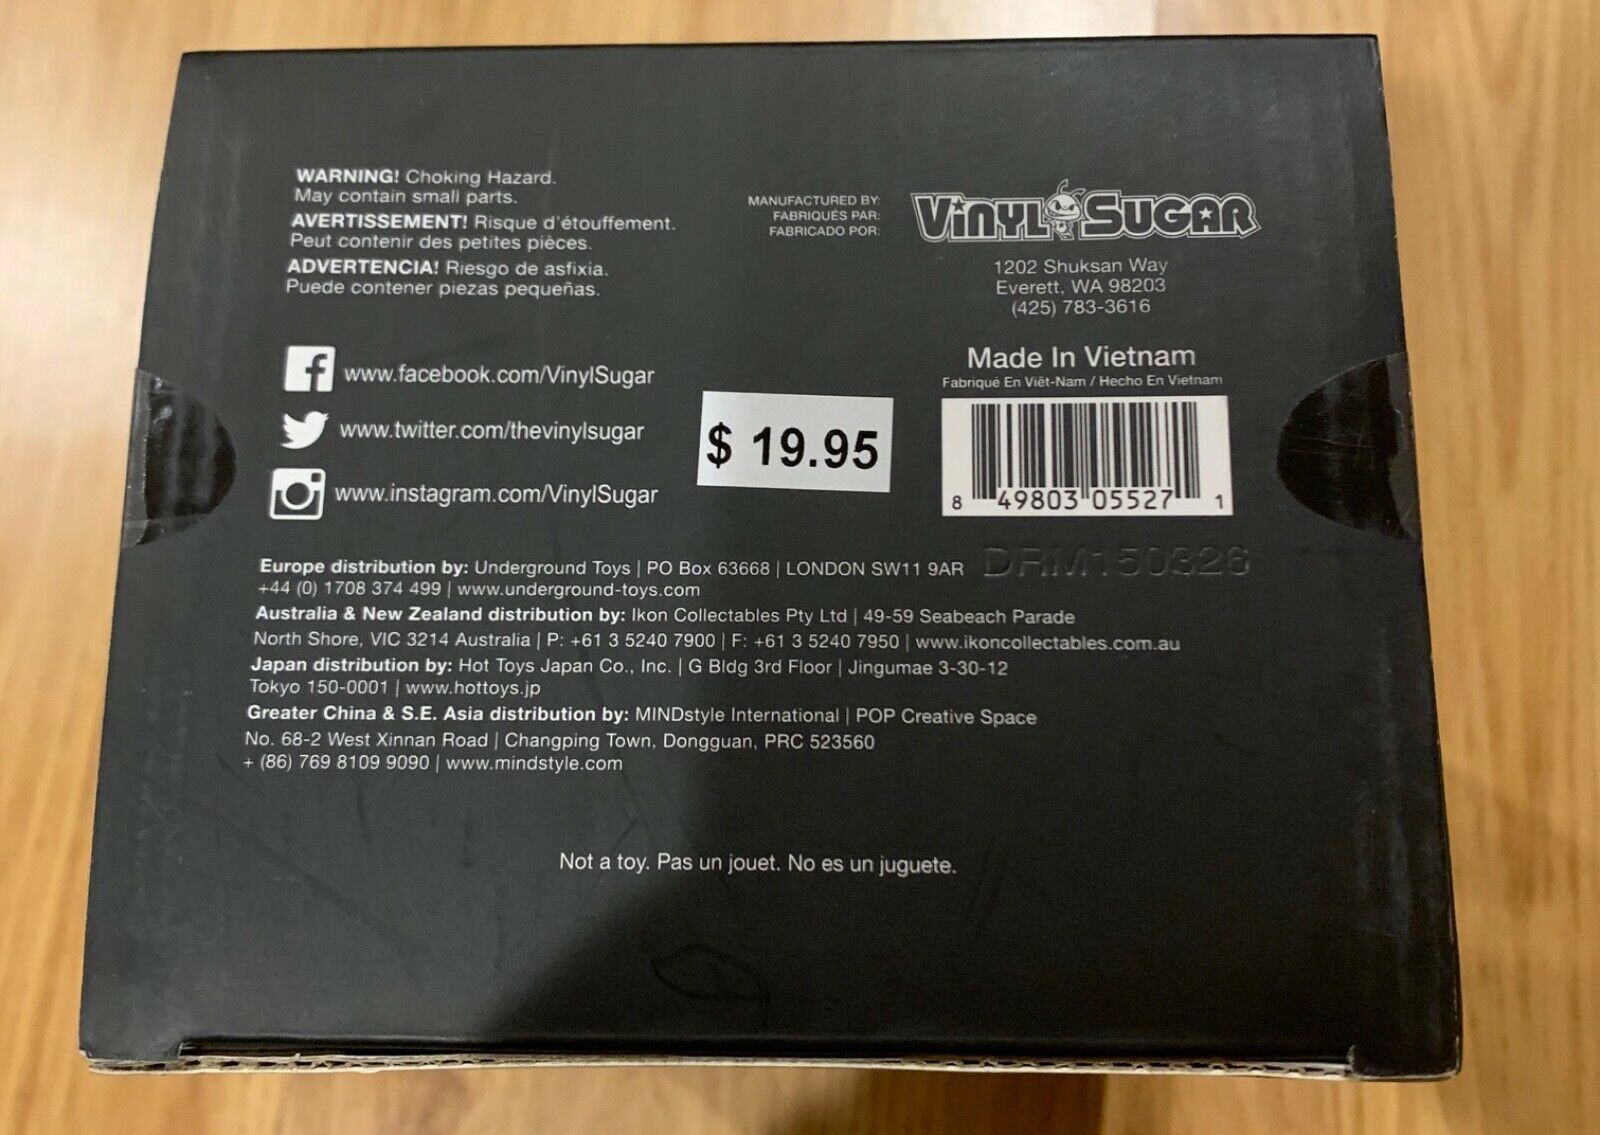 WARNING! Choking Hazard.
May contain small parts.
AVERTISSEMENT! Risque d'étouffement.
Peut contenir des petites pièces.
ADVERTENCIA! Riesgo de asfixia.
Puede contener piezas pequeñas.
MANUFACTURED BY:
FABRIQUÉS PAR:
FABRICADO POR:
VINYL SUGAR
1202 Shuksan Way
Everett, WA 98203
(425) 783-3616
Made In Vietnam
Fabriqué En Viêt-Nam / Hecho En Vietnam
8 49803 05527 1
DRM150326
www.facebook.com/VinylSugar
www.twitter.com/thevinylsugar
www.instagram.com/VinylSugar
$ 19.95
Europe distribution by: Underground Toys | PO Box 63668 | LONDON SW11 9AR
+44 (0) 1708 374 499 | www.underground-toys.com
Australia & New Zealand distribution by: Ikon Collectables Pty Ltd | 49-59 Seabeach Parade
North Shore, VIC 3214 Australia | P: +61 3 5240 7900 | F: +61 3 5240 7950 | www.ikoncollectables.com.au
Japan distribution by: Hot Toys Japan Co., Inc. | G Bldg 3rd Floor | Jingumae 3-30-12
Tokyo 150-0001 | www.hottoys.jp
Greater China & S.E. Asia distribution by: MINDstyle International | POP Creative Space
No. 68-2 West Xinnan Road | Changping Town, Dongguan, PRC 523560
+ (86) 769 8109 9090 | www.mindstyle.com
Not a toy. Pas un jouet. No es un juguete.